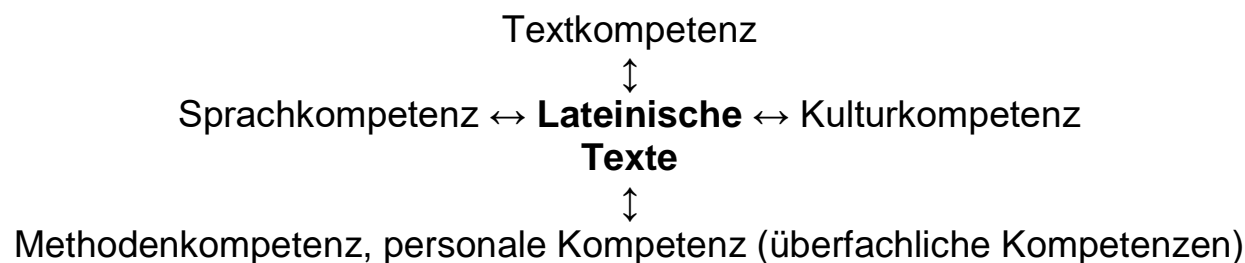 Textkompetenz
↕
Sprachkompetenz ↔ Lateinische ↔ Kulturkompetenz
Texte
↕
Methodenkompetenz, personale Kompetenz (überfachliche Kompetenzen)